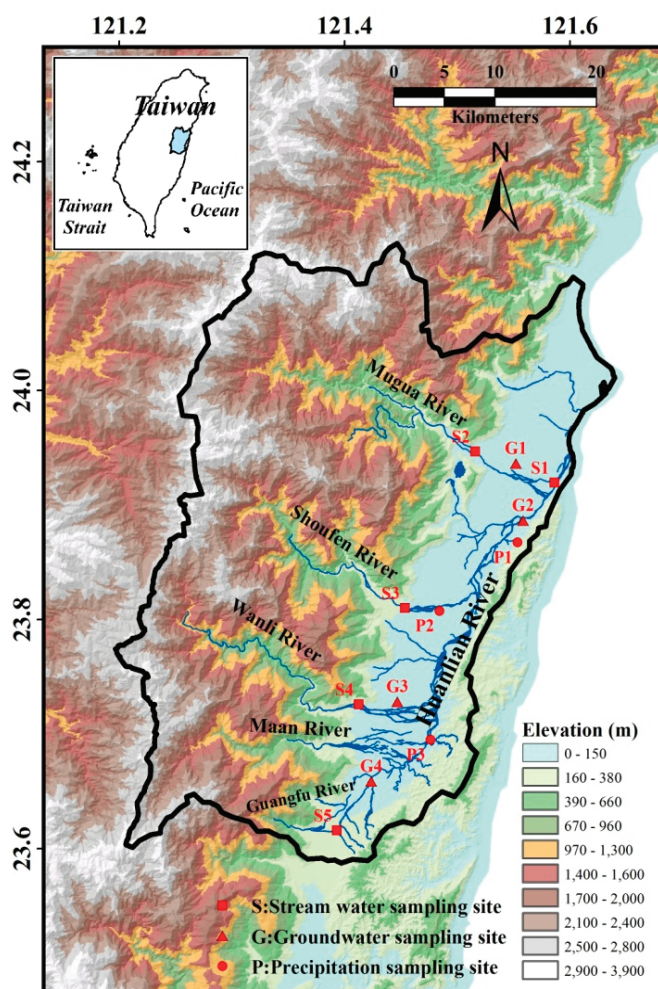 121.2
121.4
121.6
0 5 10 20
Kilometers
N
Taiwan
Pacific
Ocean
Taiwan
Strait
24.2
24.0
23.8
23.6
Mugua River
S2
G1
S1
G2
P1
Shoufen River
S3
P2
Wanli River
Huanlian River
G3
S4
Maan River
P3
G4
Guangfu River
S5
Elevation (m)
0 - 150
160 - 380
390 - 660
670 - 960
970 - 1,300
1,400 - 1,600
1,700 - 2,000
2,100 - 2,400
2,500 - 2,800
2,900 - 3,900
S:Stream water sampling site
G:Groundwater sampling site
P:Precipitation sampling site